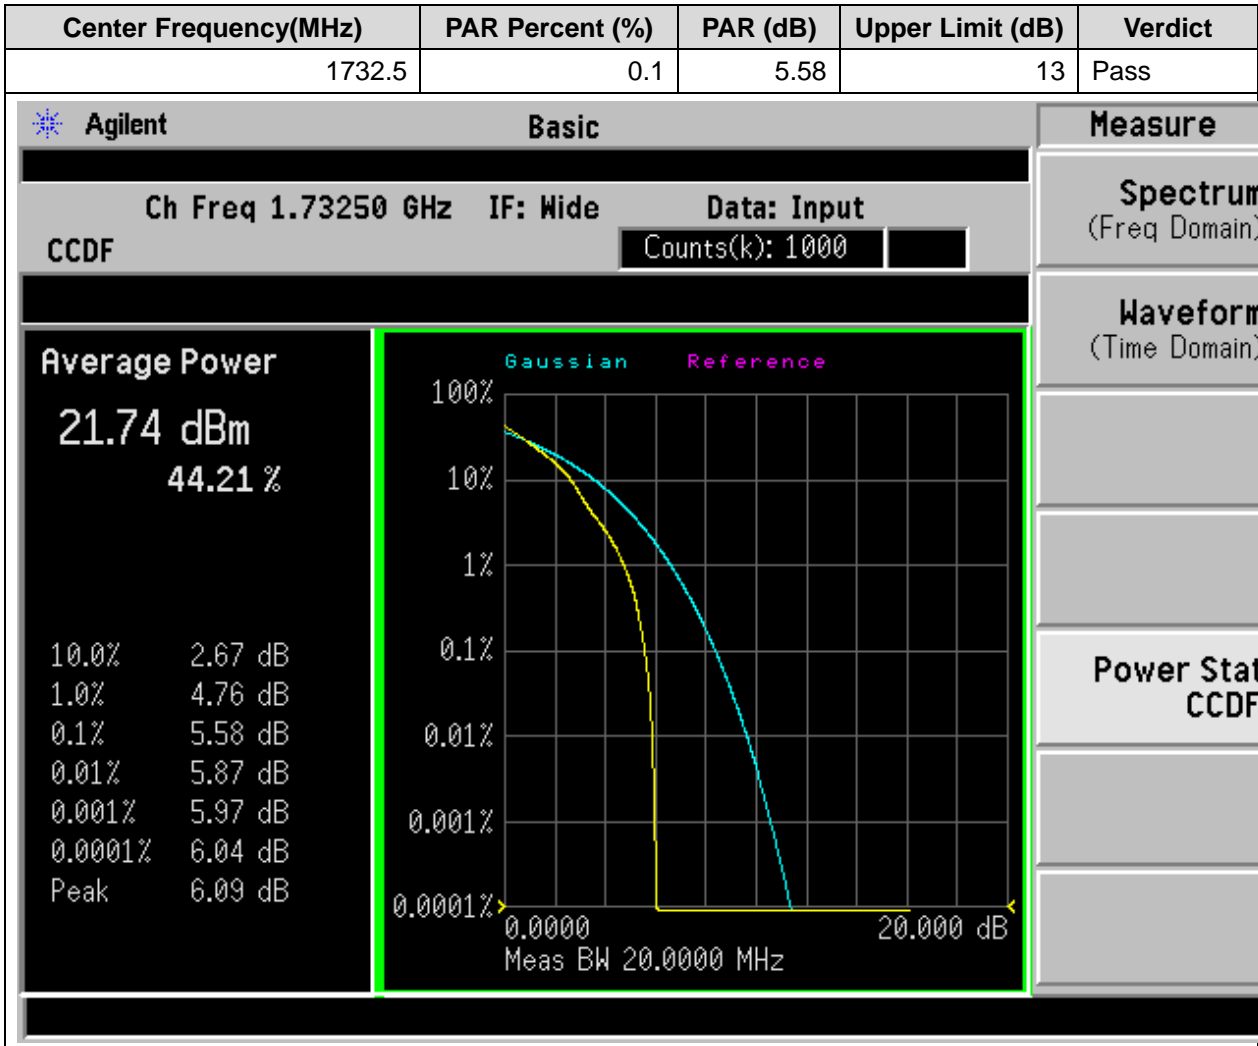 Center Frequency(MHz) PAR Percent (%) PAR (dB) Upper Limit (dB) Verdict
1732.5 0.1 5.58 13 Pass
Agilent Basic Measure
Ch Freq 1.73250 GHz IF: Wide Data: Input
CCDF Counts(k): 1000
Spectrum
(Freq Domain)
Waveform
(Time Domain)
Power Stat
CCDF
Average Power
21.74 dBm
44.21 %
10.0% 2.67 dB
1.0% 4.76 dB
0.1% 5.58 dB
0.01% 5.87 dB
0.001% 5.97 dB
0.0001% 6.04 dB
Peak 6.09 dB
Gaussian Reference
100%
10%
1%
0.1%
0.01%
0.001%
0.0001%
0.0000 20.000 dB
Meas BW 20.0000 MHz